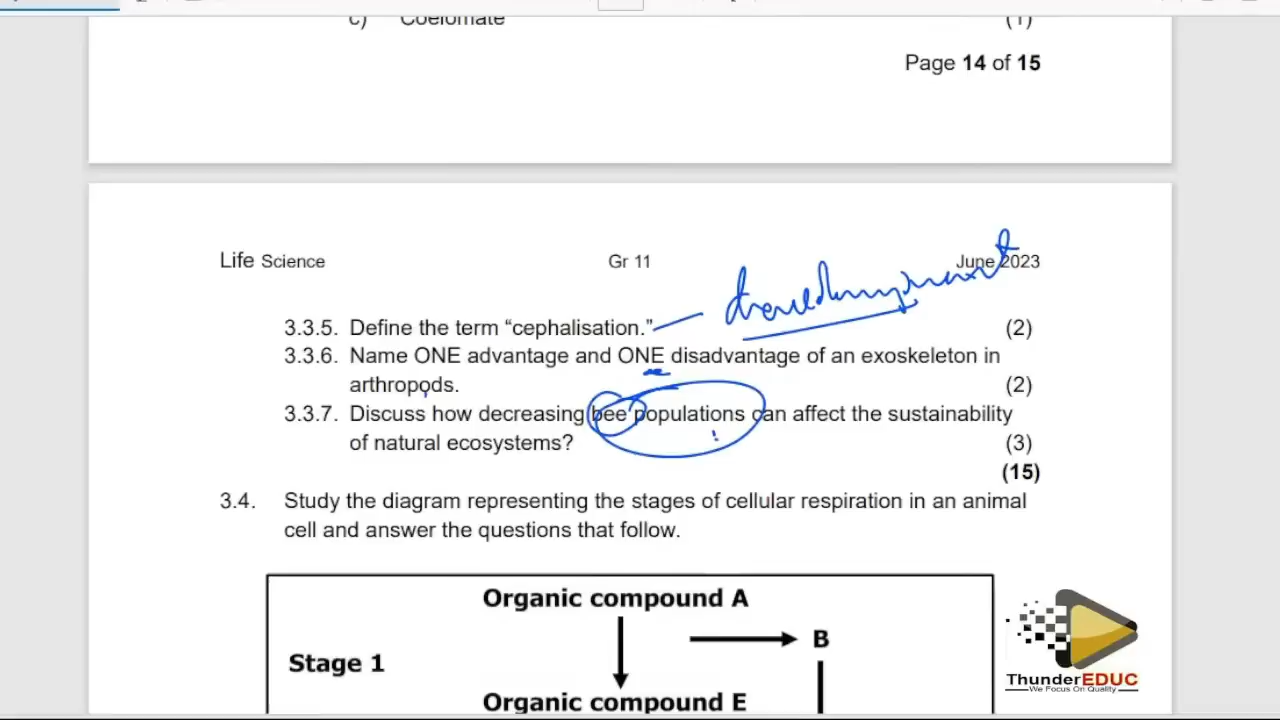 c) Coelomate (1)
Page 14 of 15
Life Science Gr 11 June 2023
3.3.5. Define the term “cephalisation.” (2)
3.3.6. Name ONE advantage and ONE disadvantage of an exoskeleton in
arthropods. (2)
3.3.7. Discuss how decreasing bee populations can affect the sustainability
of natural ecosystems? (3)
(15)
3.4. Study the diagram representing the stages of cellular respiration in an animal
cell and answer the questions that follow.
Organic compound A
B
Stage 1
Organic compound E
ThunderEDUC
We Focus On Quality